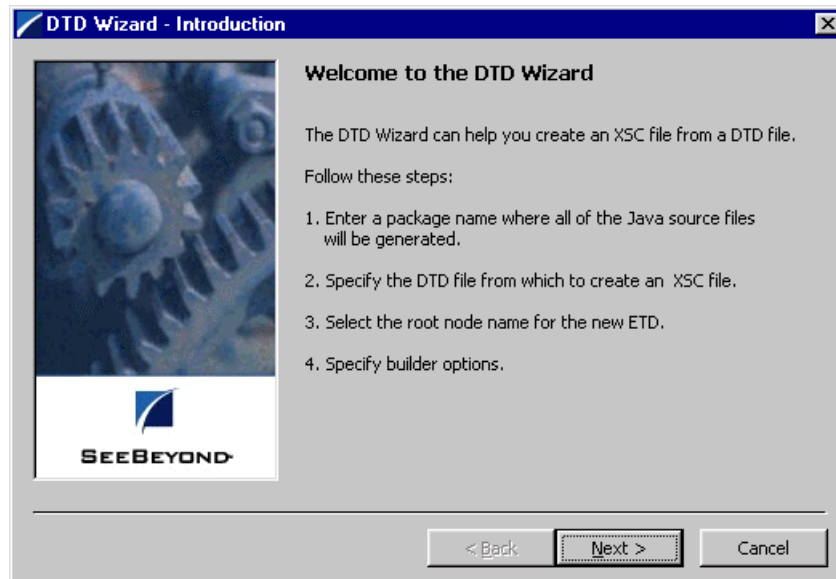 DTD Wizard - Introduction
Welcome to the DTD Wizard
The DTD Wizard can help you create an XSC file from a DTD file.
Follow these steps:
1. Enter a package name where all of the Java source files
will be generated.
2. Specify the DTD file from which to create an XSC file.
3. Select the root node name for the new ETD.
4. Specify builder options.
SEEBEYOND
< Back
Next >
Cancel